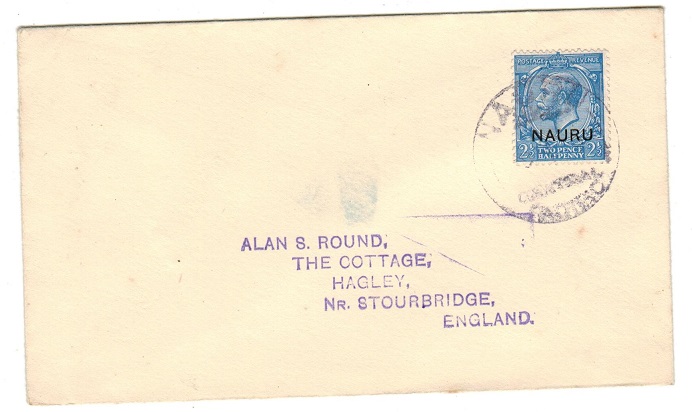 POSTAGE REVENUE
NAURU
2½ TWO PENCE HALFPENNY 2½
ALAN S. ROUND,
THE COTTAGE,
HAGLEY,
NR. STOURBRIDGE,
ENGLAND.